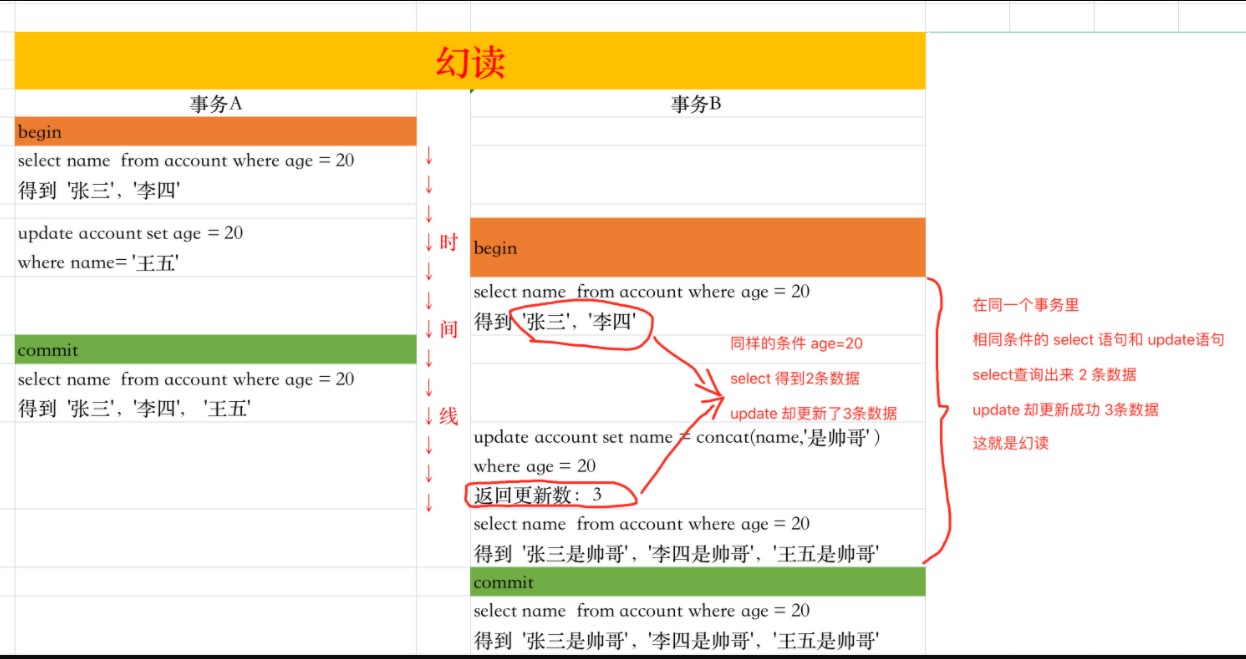 幻读
事务A
事务B
begin
select name  from account where age = 20
得到 '张三'，'李四'
update account set age = 20
where name= '王五'
commit
select name  from account where age = 20
得到 '张三'，'李四'， '王五'
↓
↓
↓
↓ 时
↓
↓
↓ 间
↓
↓
↓ 线
↓
↓
↓
begin
select name  from account where age = 20
得到 '张三'，'李四'
同样的条件 age=20
select 得到2条数据
update 却更新了3条数据
update account set name = concat(name,'是帅哥' )
where age = 20
返回更新数：3
select name  from account where age = 20
得到 '张三是帅哥'，'李四是帅哥'，'王五是帅哥'
commit
select name  from account where age = 20
得到 '张三是帅哥'，'李四是帅哥'，'王五是帅哥'
在同一个事务里
相同条件的 select 语句和 update语句
select查询出来 2 条数据
update 却更新成功 3条数据
这就是幻读